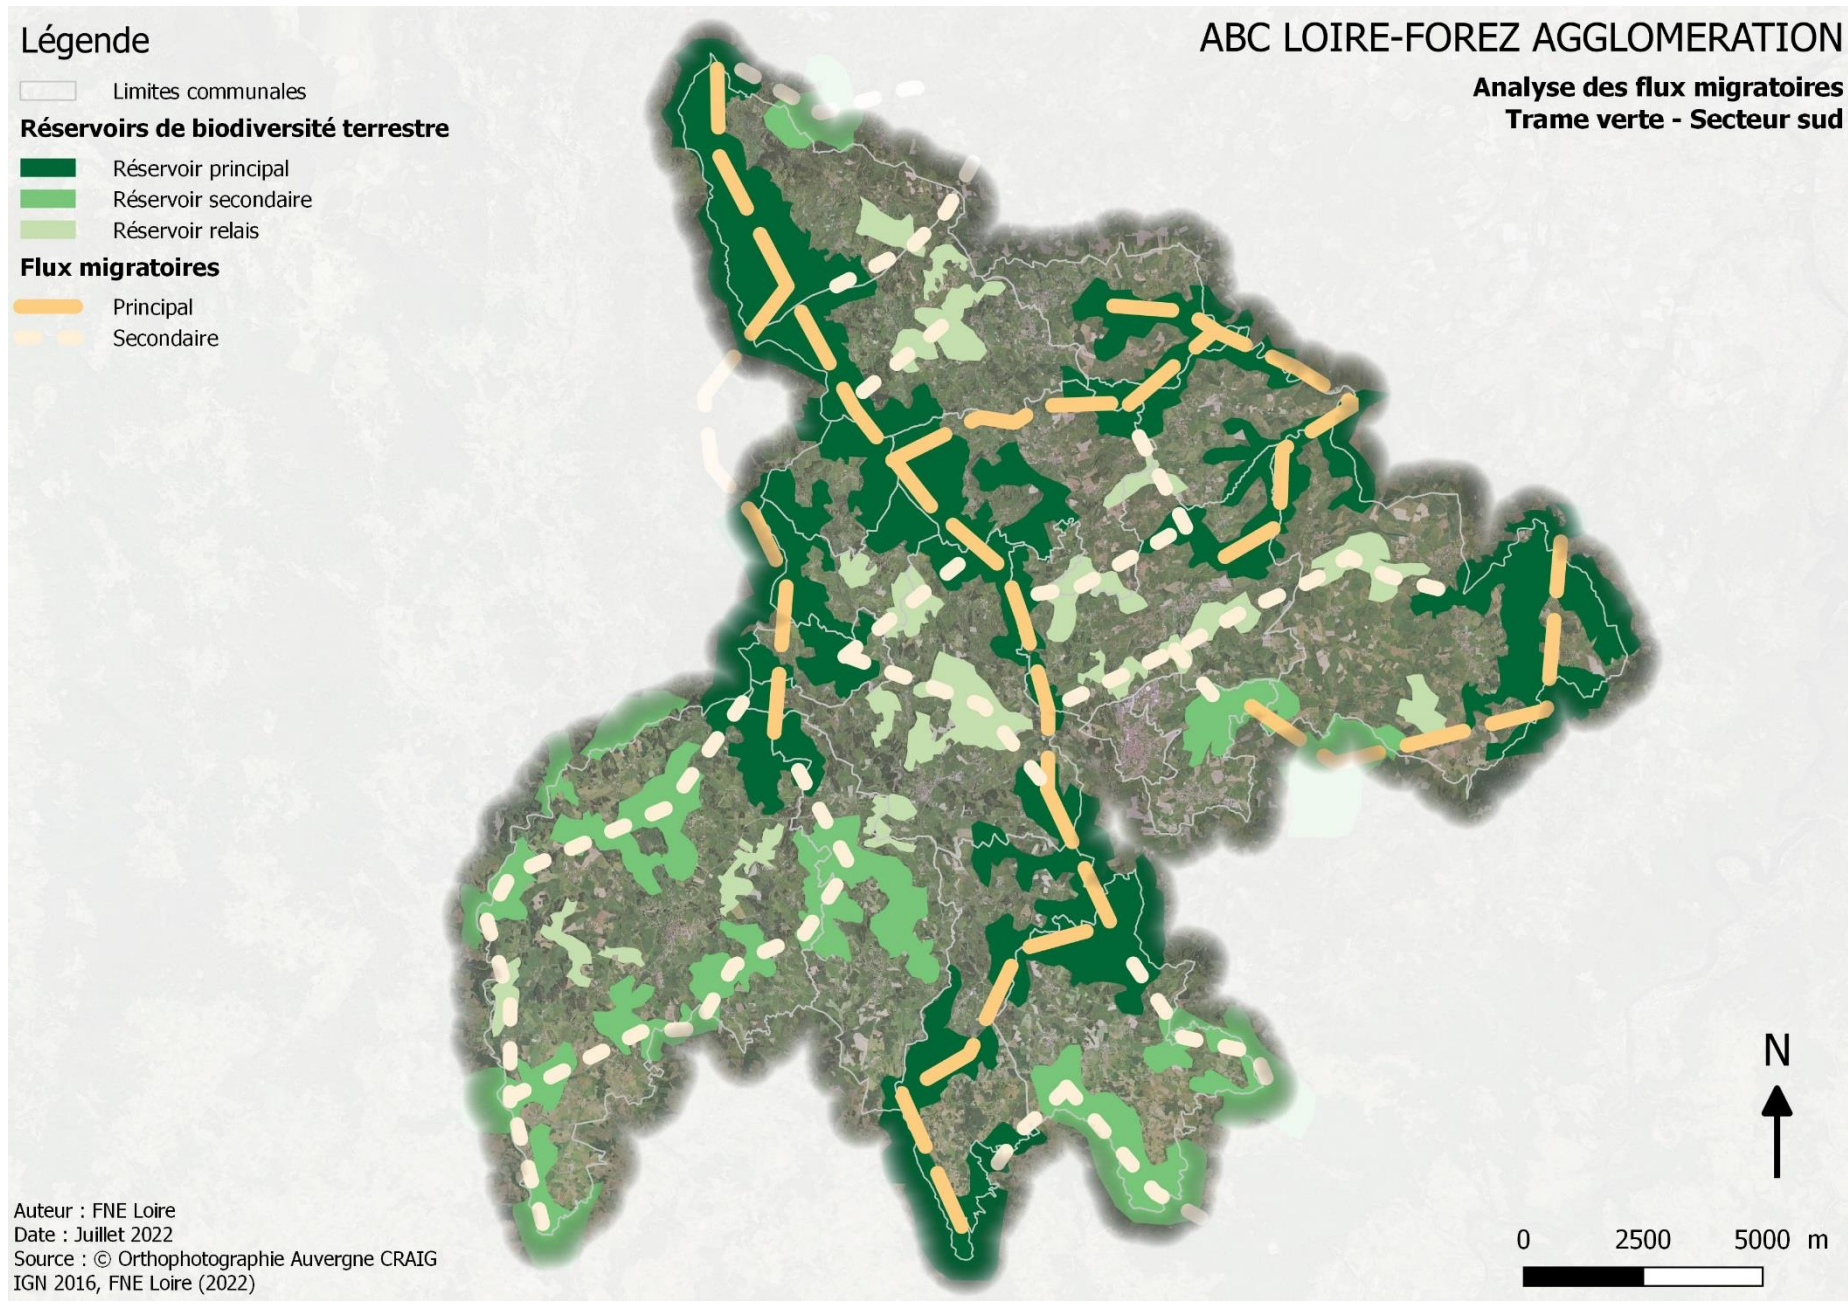 Légende
Limites communales
Réservoirs de biodiversité terrestre
Réservoir principal
Réservoir secondaire
Réservoir relais
Flux migratoires
Principal
Secondaire
ABC LOIRE-FOREZ AGGLOMERATION
Analyse des flux migratoires
Trame verte - Secteur sud
N
0 2500 5000 m
Auteur : FNE Loire
Date : Juillet 2022
Source : © Orthophotographie Auvergne CRAIG
IGN 2016, FNE Loire (2022)